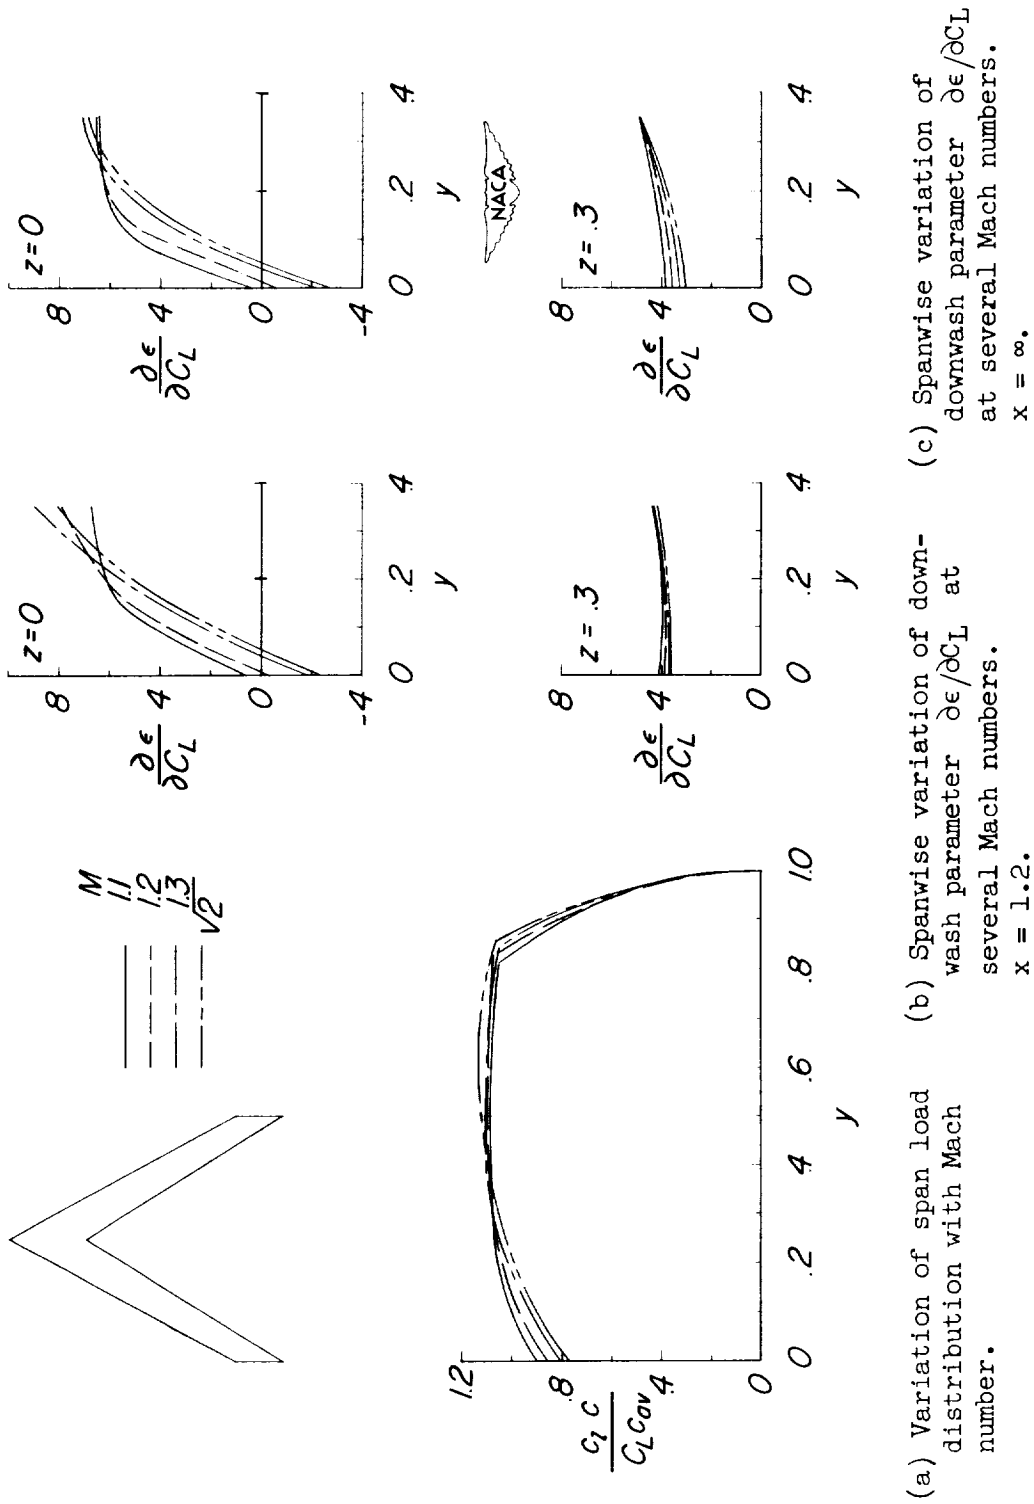 M
1.1
1.2
1.3
√2
1.2
.8
.4
0
c_l c
C_L c_av
0
.2
.4
.6
.8
1.0
y
(a) Variation of span load
distribution with Mach
number.
z=0
8
4
0
-4
∂ε
∂C_L
0
.2
.4
y
z=.3
8
4
0
∂ε
∂C_L
0
.2
.4
y
(b) Spanwise variation of down-
wash parameter ∂ε/∂C_L at
several Mach numbers.
x = 1.2.
z=0
8
4
0
-4
∂ε
∂C_L
0
.2
.4
y
NACA
z=.3
8
4
0
∂ε
∂C_L
0
.2
.4
y
(c) Spanwise variation of
downwash parameter ∂ε/∂C_L
at several Mach numbers.
x = ∞.